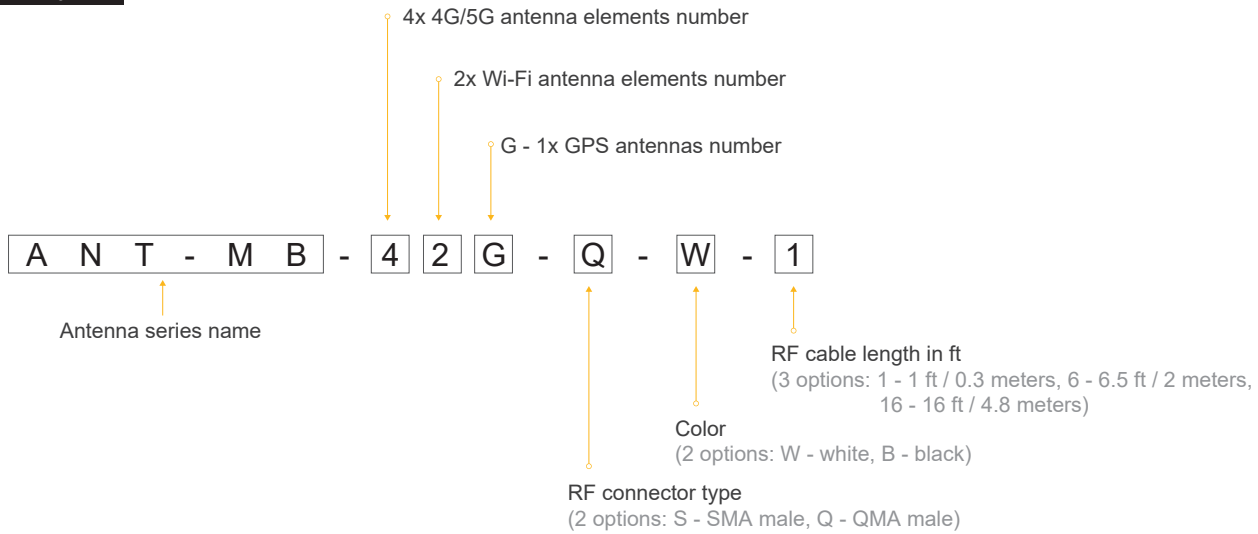 4x 4G/5G antenna elements number
2x Wi-Fi antenna elements number
G - 1x GPS antennas number
ANT-MB - 4 2 G - Q - W - 1
Antenna series name
RF cable length in ft
(3 options: 1 - 1 ft / 0.3 meters, 6 - 6.5 ft / 2 meters,
16 - 16 ft / 4.8 meters)
Color
(2 options: W - white, B - black)
RF connector type
(2 options: S - SMA male, Q - QMA male)